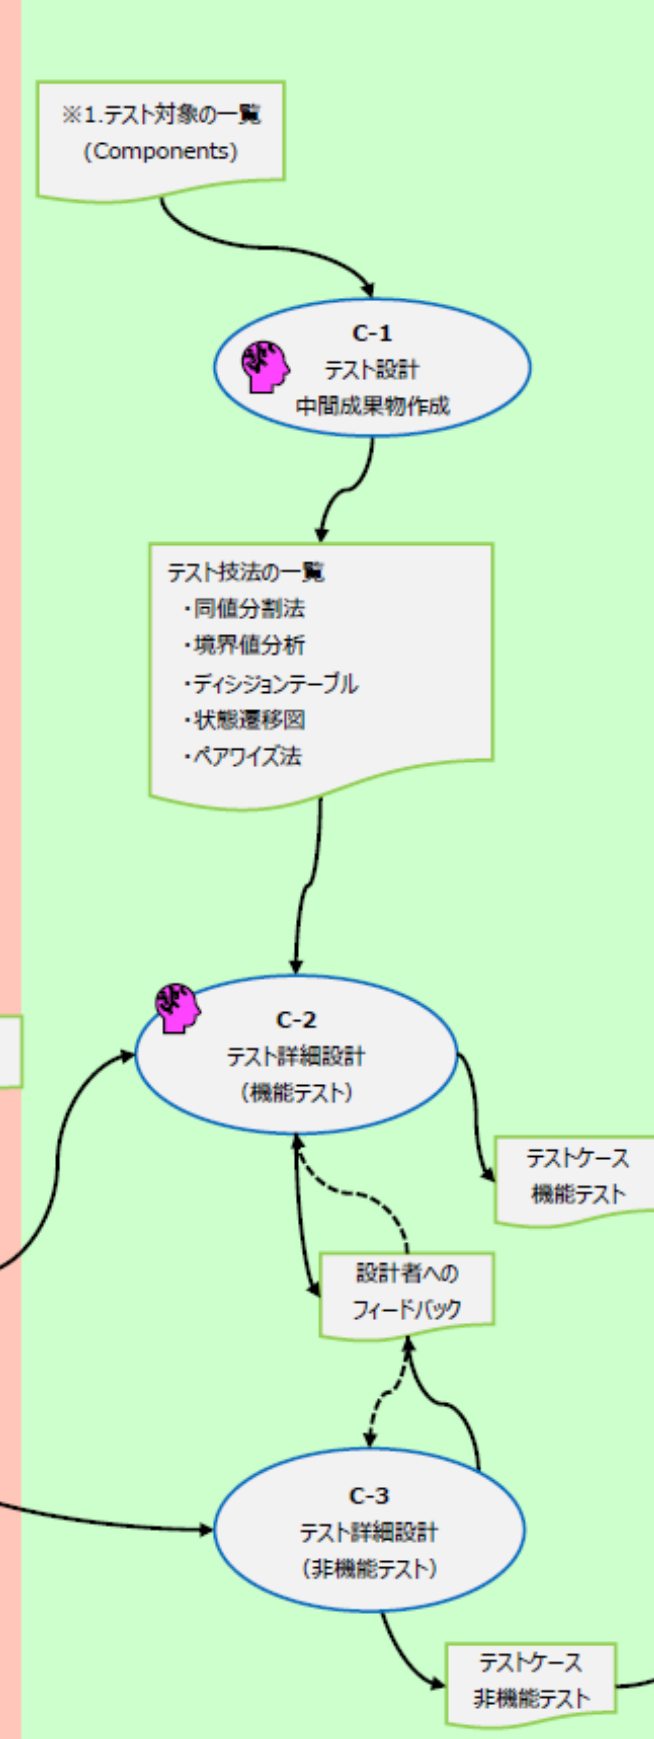 ※1.テスト対象の一覧
(Components)
C-1
テスト設計
中間成果物作成
テスト技法の一覧
・同値分割法
・境界値分析
・ディシジョンテーブル
・状態遷移図
・ペアワイズ法
C-2
テスト詳細設計
（機能テスト）
テストケース
機能テスト
設計者への
フィードバック
C-3
テスト詳細設計
（非機能テスト）
テストケース
非機能テスト